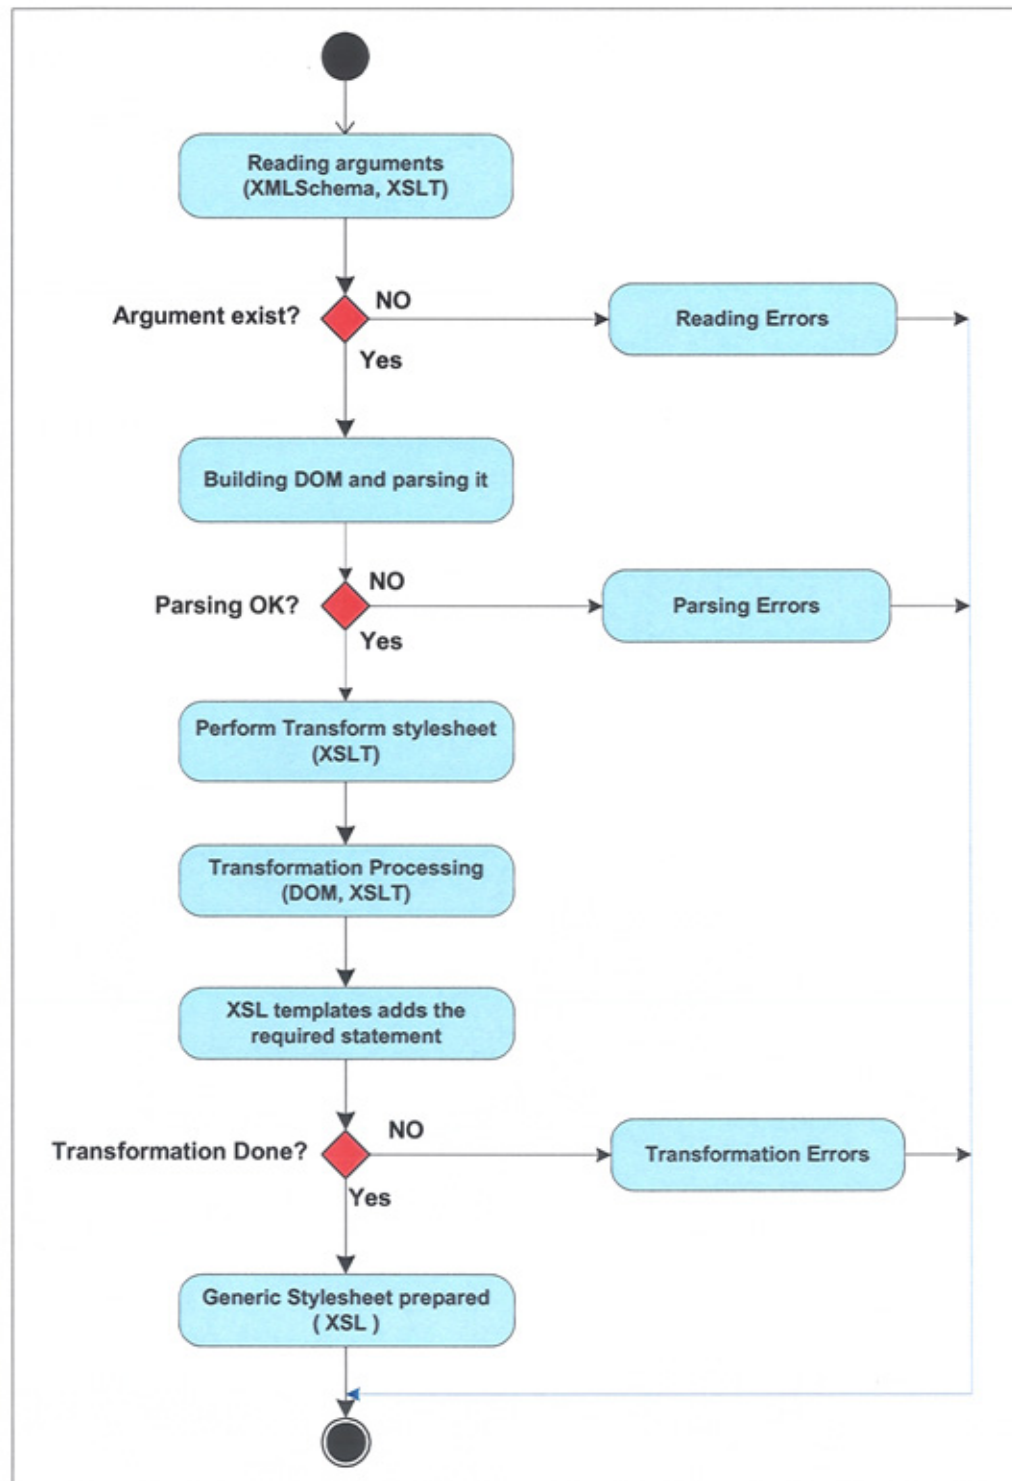 Reading arguments
(XMLSchema, XSLT)
Argument exist?
NO
Reading Errors
Yes
Building DOM and parsing it
Parsing OK?
NO
Parsing Errors
Yes
Perform Transform stylesheet
(XSLT)
Transformation Processing
(DOM, XSLT)
XSL templates adds the
required statement
Transformation Done?
NO
Transformation Errors
Yes
Generic Stylesheet prepared
( XSL )